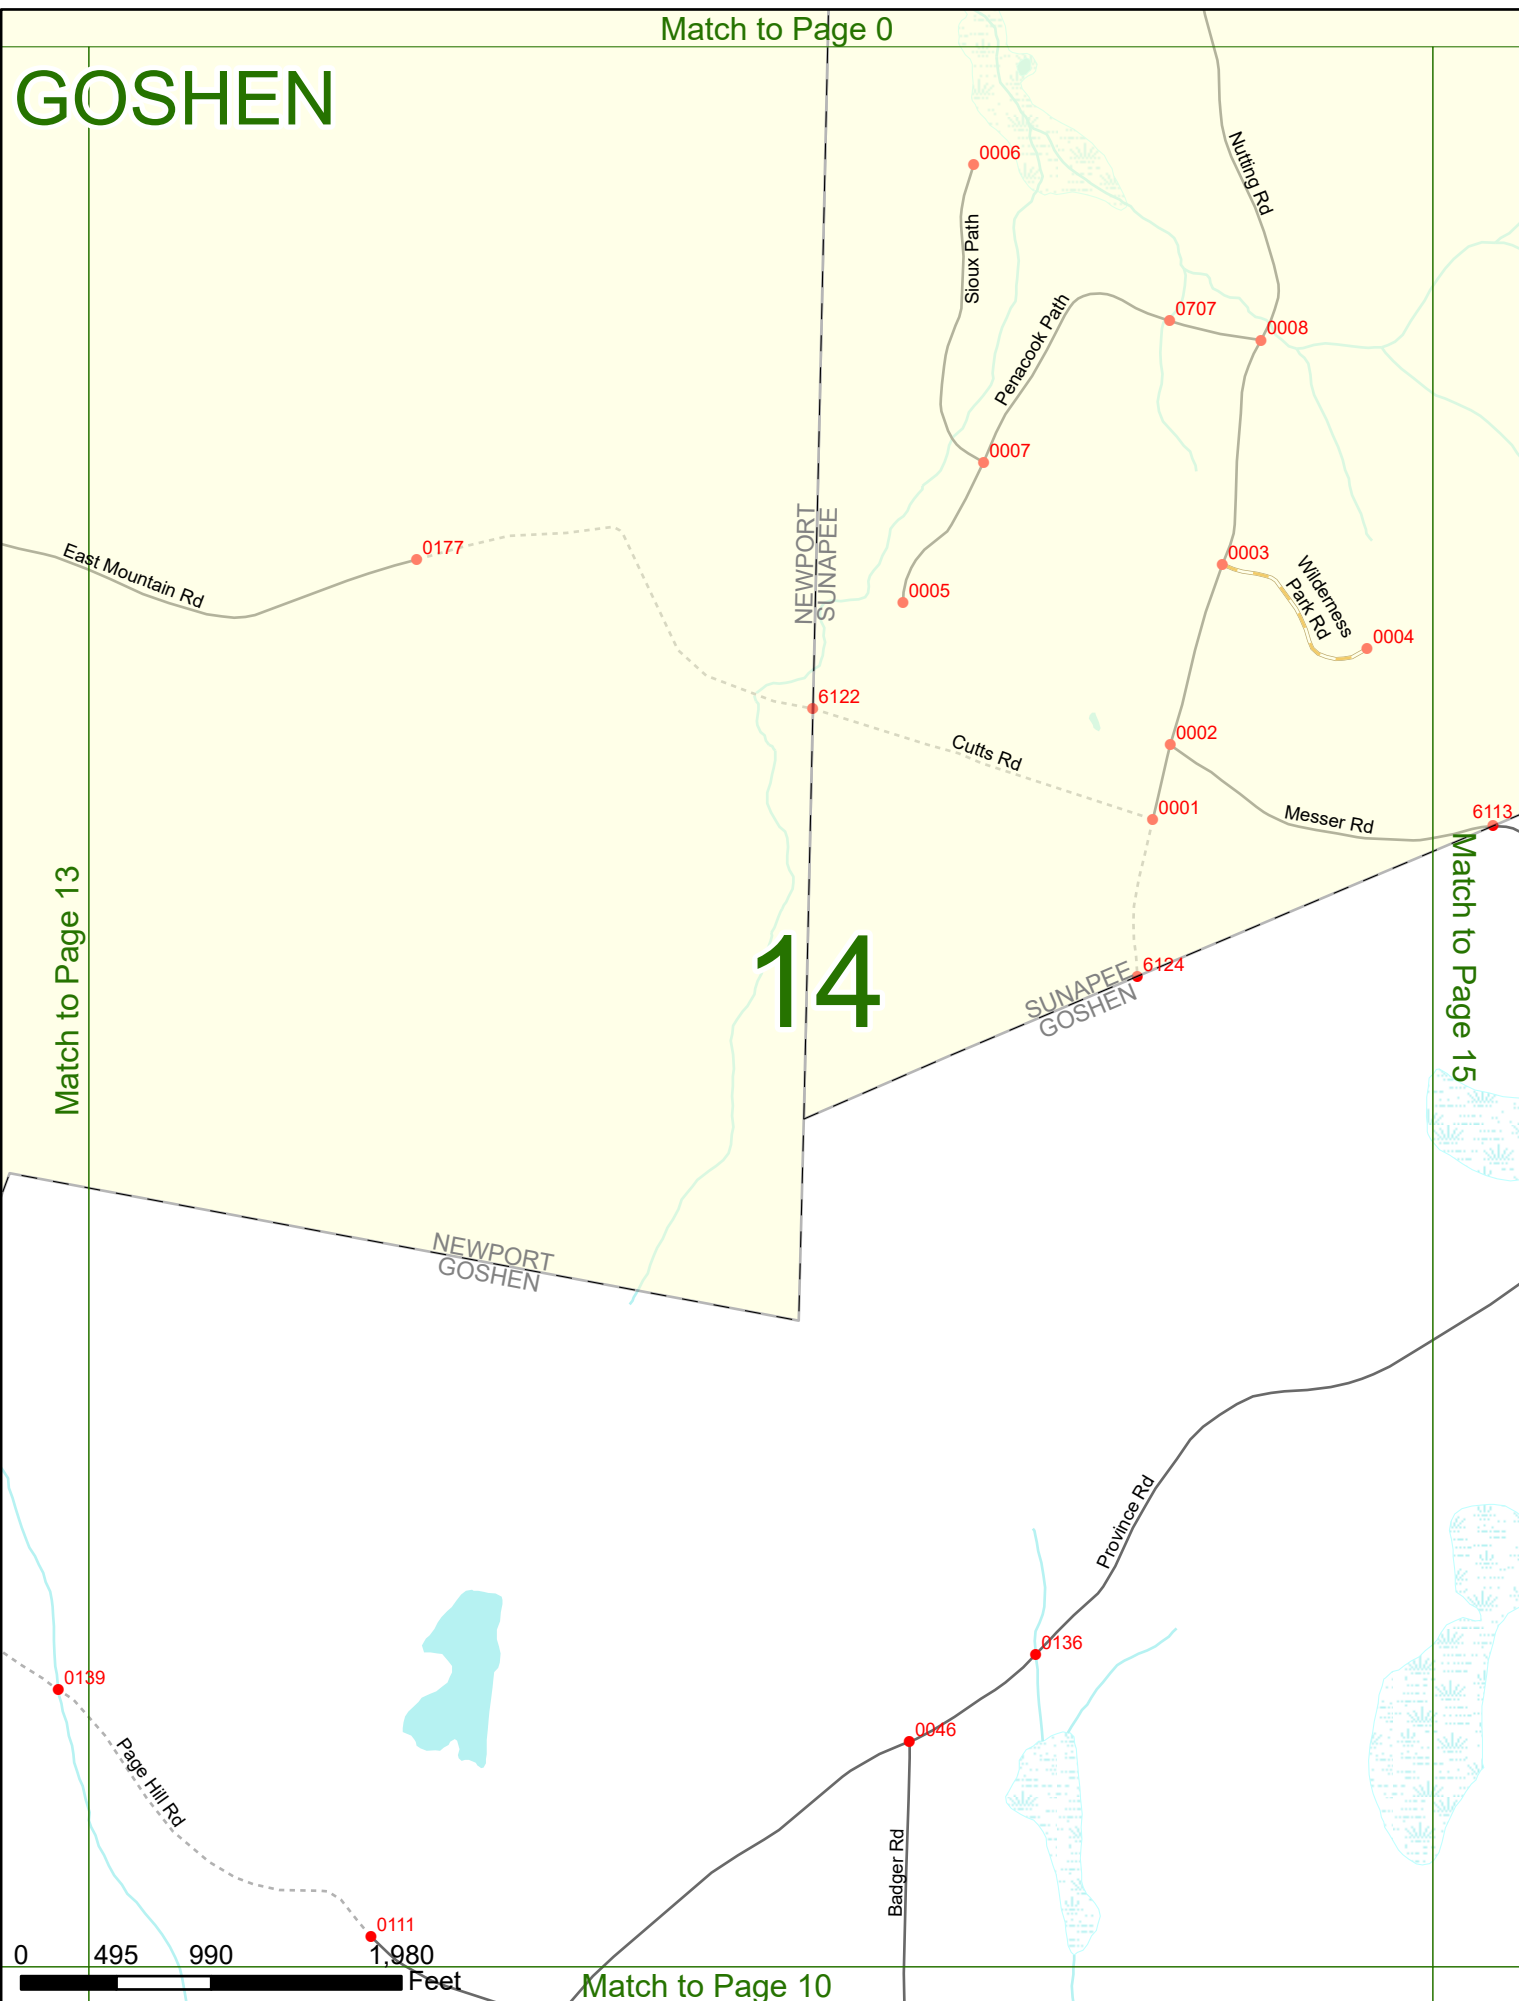 Match to Page 0
GOSHEN
0006
Nutting Rd
Sioux Path
Penacook Path
0707
0008
0007
NEWPORT
SUNAPEE
East Mountain Rd
0177
0003
Wilderness
Park Rd
0005
0004
6122
Cutts Rd
0002
0001
Messer Rd
6113
Match to Page 13
Match to Page 15
14
6124
SUNAPEE
GOSHEN
NEWPORT
GOSHEN
Province Rd
0136
0139
0046
Page Hill Rd
Badger Rd
0111
0 495 990 1,980
Feet
Match to Page 10